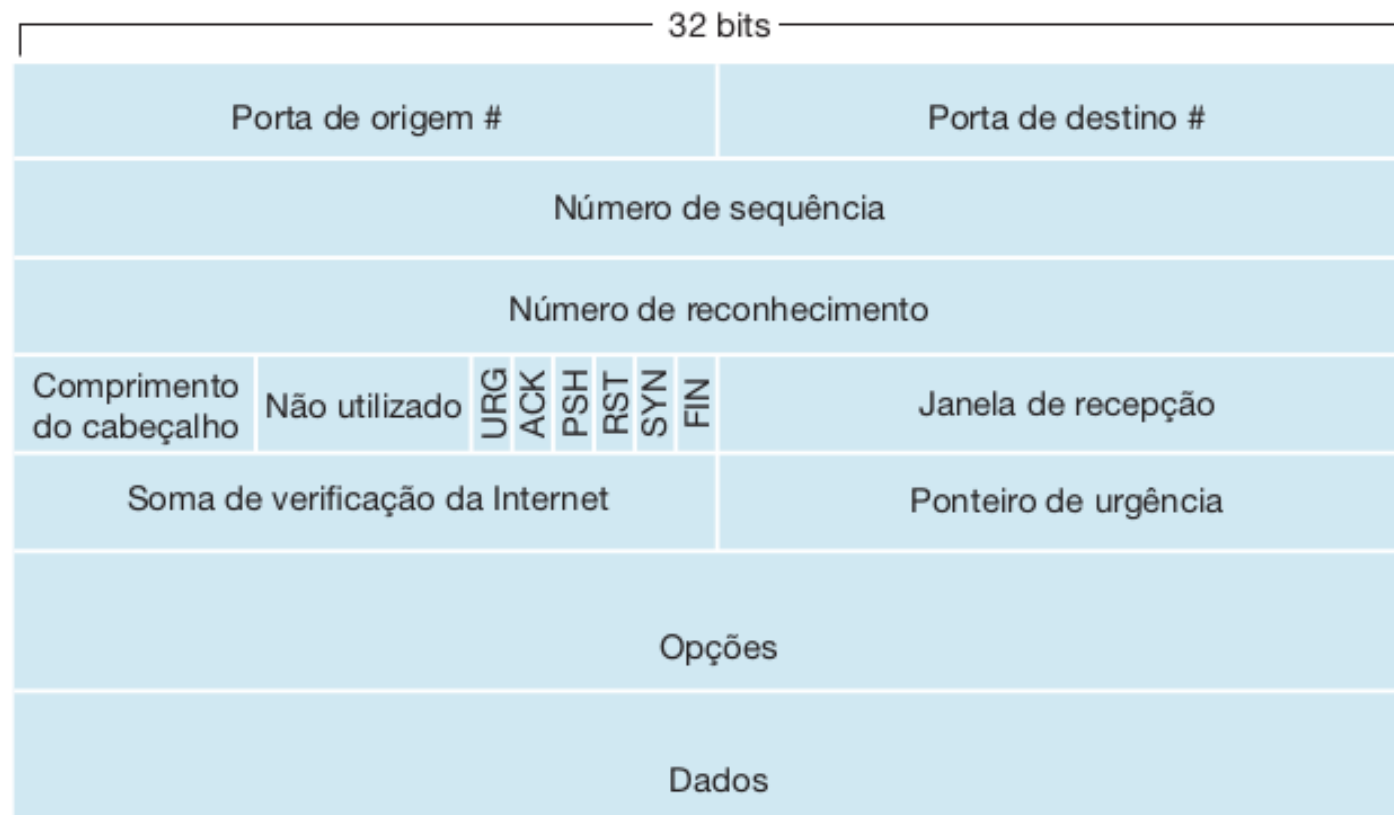 32 bits
Porta de origem #
Porta de destino #
Número de sequência
Número de reconhecimento
Comprimento
do cabeçalho
Não utilizado
URG
ACK
PSH
RST
SYN
FIN
Janela de recepção
Soma de verificação da Internet
Ponteiro de urgência
Opções
Dados